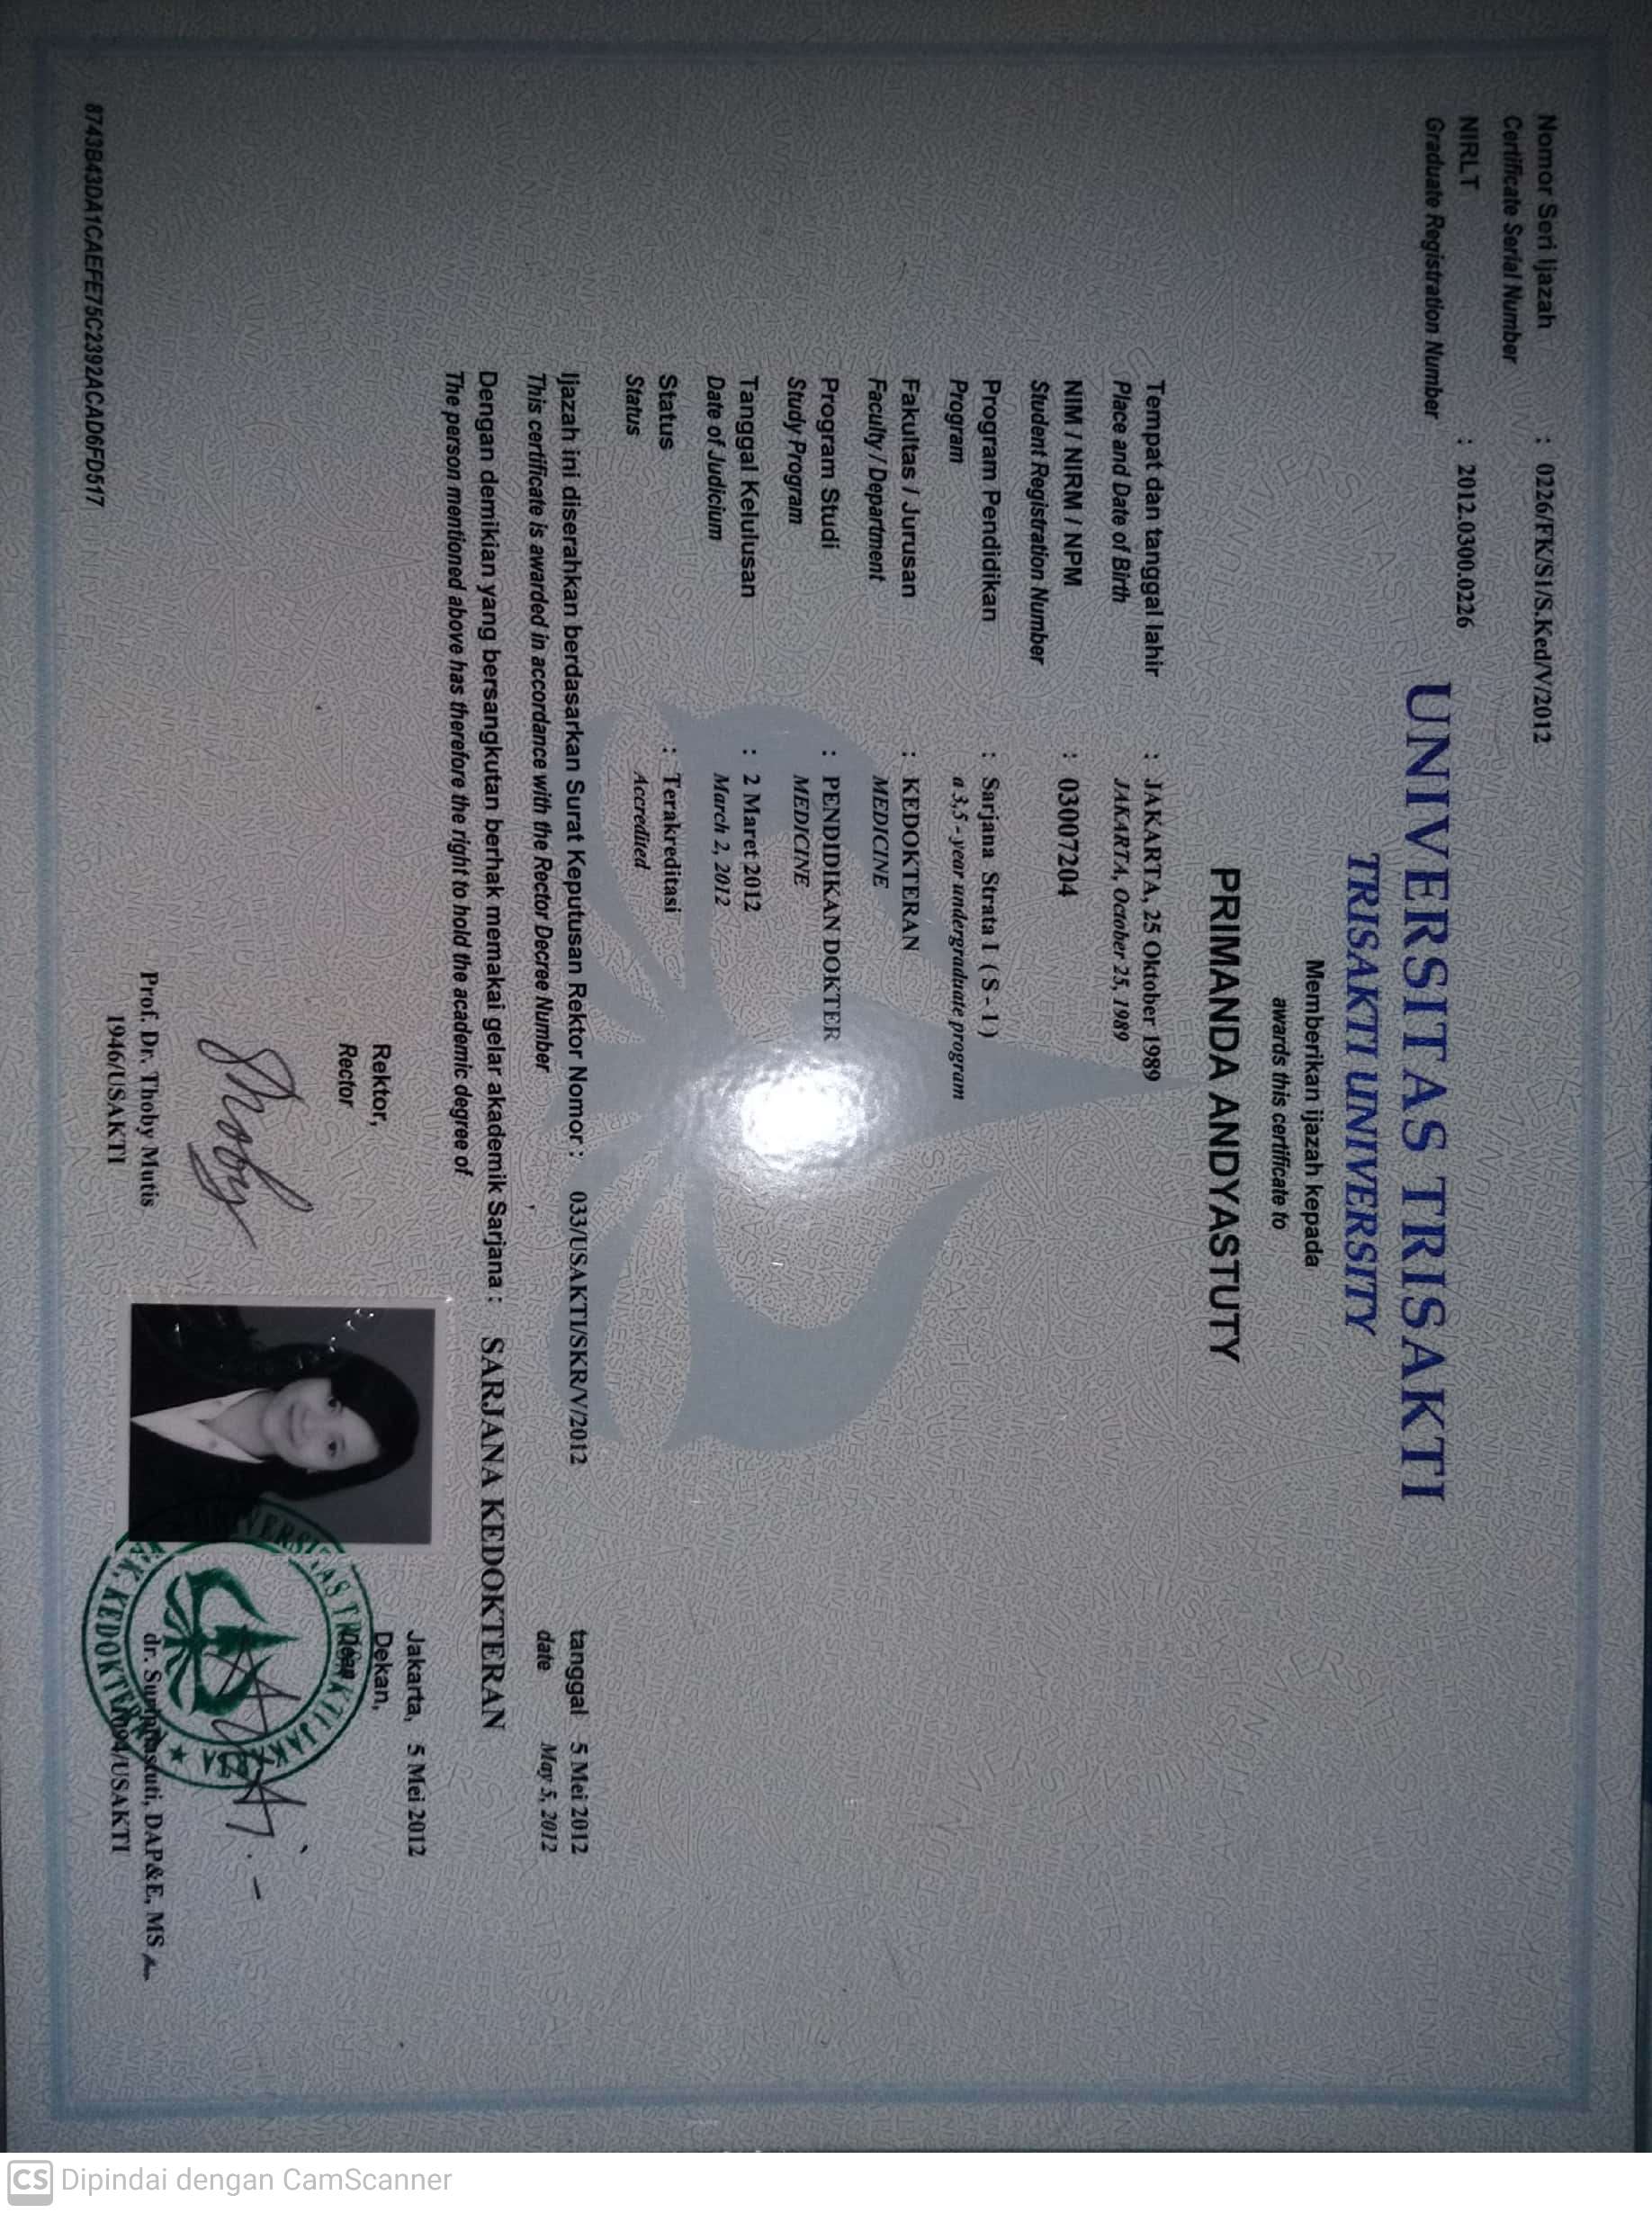 Nomor Seri Ijazah : 0226/FK/S1/S.Ked/V/2012
Certificate Serial Number
NIRLT : 2012.0300.0226
Graduate Registration Number
UNIVERSITAS TRISAKTI
TRISAKTI UNIVERSITY
Memberikan ijazah kepada
awards this certificate to
PRIMANDA ANDYASTUTY
Tempat dan tanggal lahir : JAKARTA, 25 Oktober 1989
Place and Date of Birth JAKARTA, October 25, 1989
NIM / NIRM / NPM : 03007204
Student Registration Number
Program Pendidikan : Sarjana Strata I ( S - 1 )
Program a 3,5 - year undergraduate program
Fakultas / Jurusan : KEDOKTERAN
Faculty / Department MEDICINE
Program Studi : PENDIDIKAN DOKTER
Study Program MEDICINE
Tanggal Kelulusan : 2 Maret 2012
Date of Judicium March 2, 2012
Status : Terakreditasi
Status Accredited
Ijazah ini diserahkan berdasarkan Surat Keputusan Rektor Nomor : 033/USAKTI/SKR/V/2012 tanggal 5 Mei 2012
This certificate is awarded in accordance with the Rector Decree Number date May 5, 2012
Dengan demikian yang bersangkutan berhak memakai gelar akademik Sarjana : SARJANA KEDOKTERAN
The person mentioned above has therefore the right to hold the academic degree of
Jakarta, 5 Mei 2012
Rektor, Dekan,
Rector Dean
UNIVERSITAS TRISAKTI JAKARTA
FAK. KEDOKTERAN
Prof. Dr. Thoby Mutis dr. DAP&E, MS
1946/USAKTI /USAKTI
8743B43DA1CAEFE75C2392ACAD6FD517
CS Dipindai dengan CamScanner